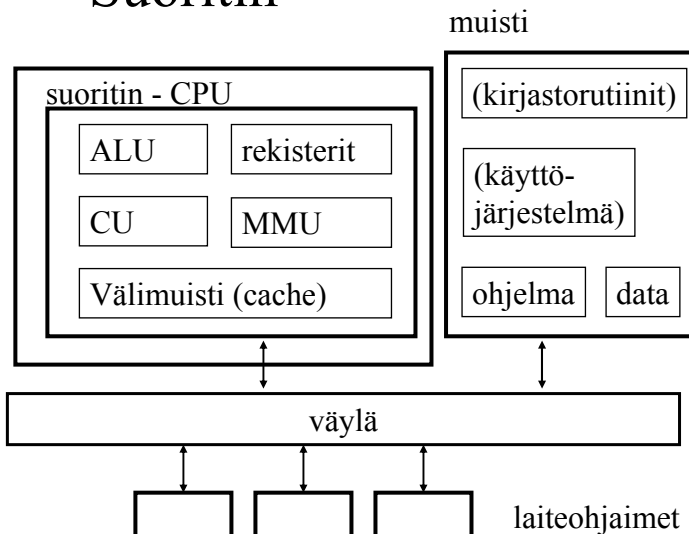 Suoritin
muisti
suoritin - CPU
ALU
rekisterit
CU
MMU
Välimuisti (cache)
(kirjastorutiinit)
(käyttö-
järjestelmä)
ohjelma
data
väylä
laiteohjaimet